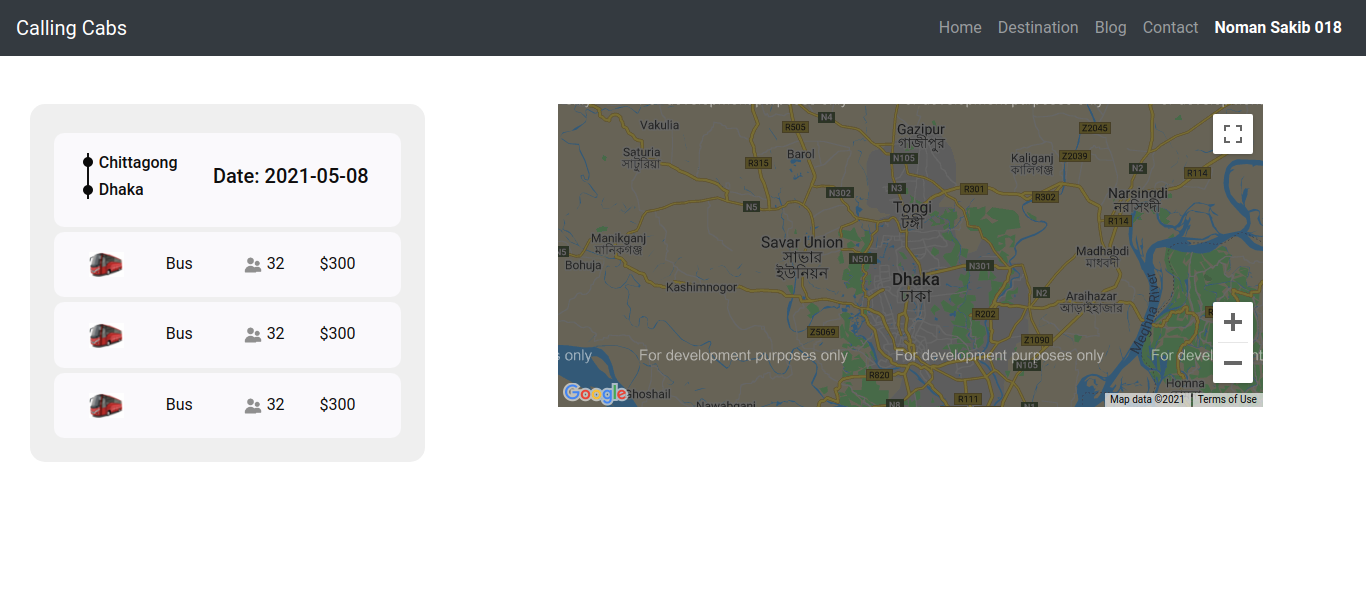 Calling Cabs
Home Destination Blog Contact Noman Sakib 018
Chittagong
Dhaka
Date: 2021-05-08
Bus 32 $300
Bus 32 $300
Bus 32 $300
Vakulia
R505
N4
Gazipur
গাজীপুর
Z2045
Saturia
সাটুরিয়া
R315
Barol
N105
Kaliganj
কালিগঞ্জ
Z2039
N2
R114
N302
N3
R301
R302
Narsingdi
নরসিংদী
N5
Tongi
টঙ্গী
R114
Manikganj
মানিকগঞ্জ
Bohuja
Savar Union
সাভার
ইউনিয়ন
N501
N301
Madhabdi
মাধবদী
Kashimnogor
Dhaka
ঢাকা
N2
Araihazar
আড়াইহাজার
Meghna River
R202
Z5069
Z1090
s only
For development purposes only
For development purposes only
For devel
nt
R820
N105
Homna
Google
Ghoshail
Nawabganj
N8
R111
Map data ©2021
Terms of Use